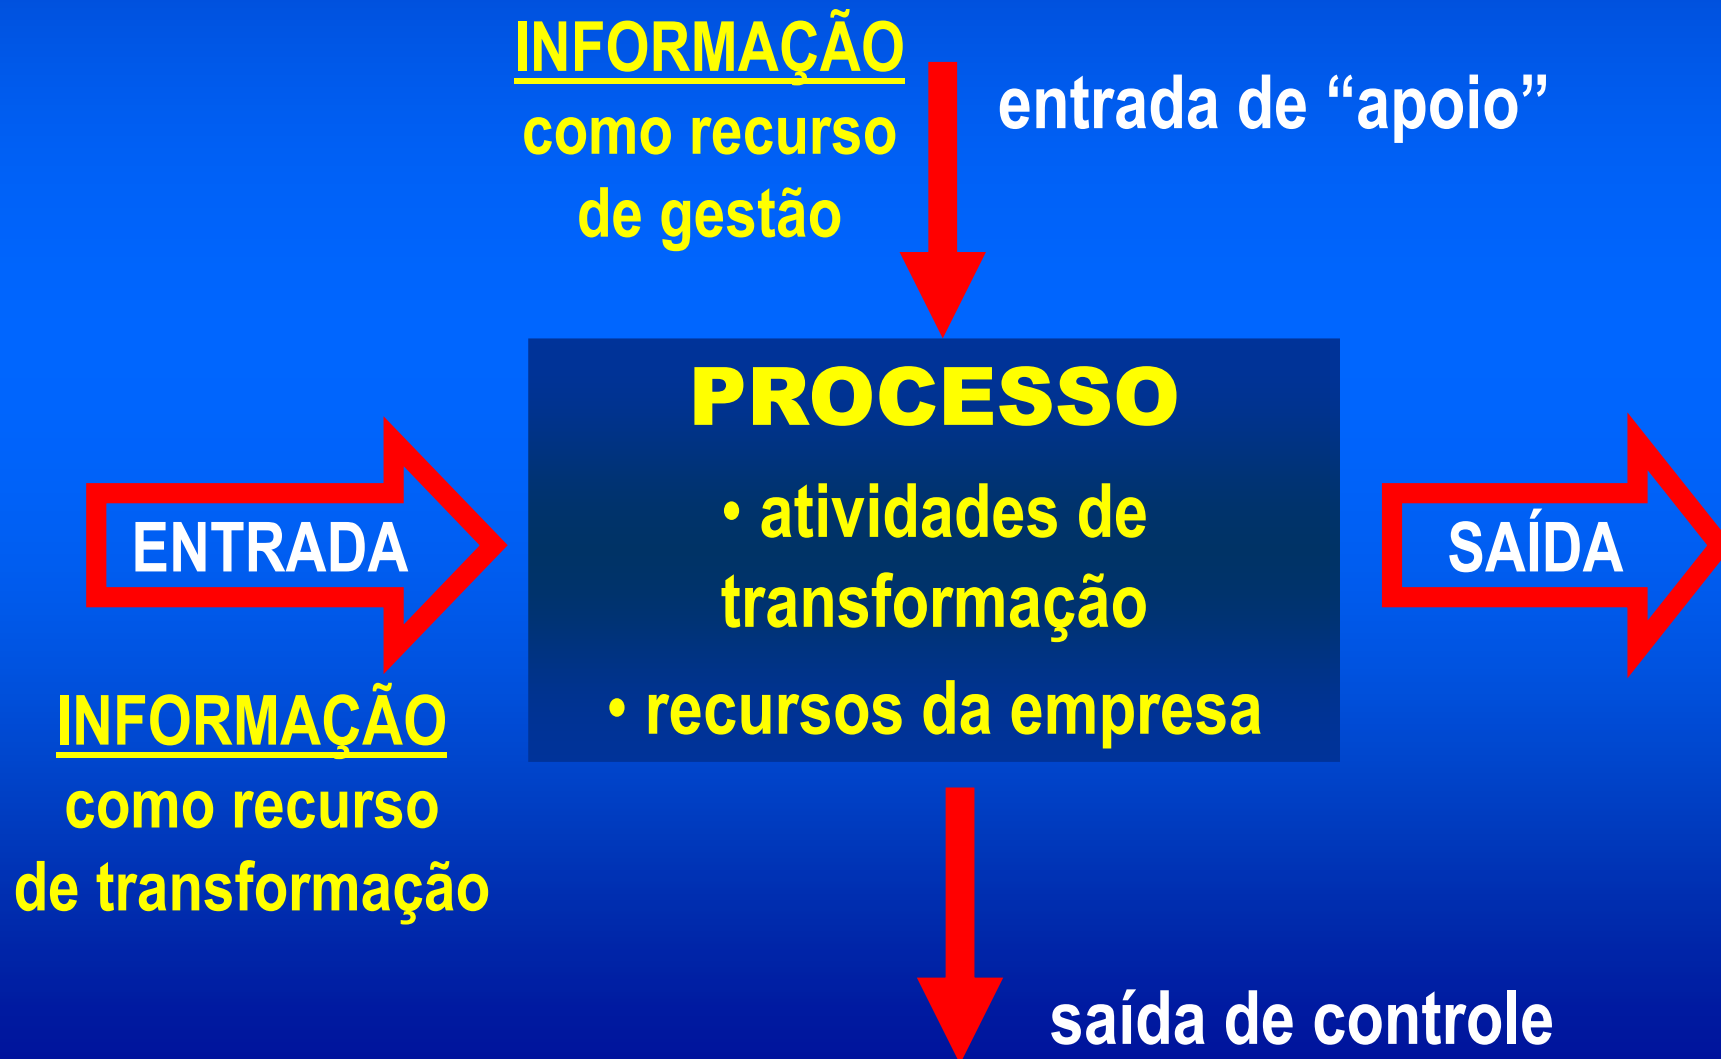 INFORMAÇÃO
como recurso
de gestão
entrada de “apoio”
PROCESSO
• atividades de
transformação
• recursos da empresa
ENTRADA
SAÍDA
INFORMAÇÃO
como recurso
de transformação
saída de controle